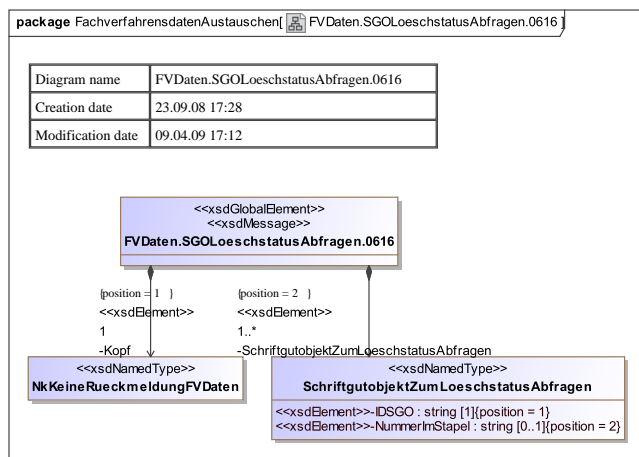 package FachverfahrensdatenAustauschen[ FVDaten.SGOLoeschstatusAbfragen.0616 ]
Diagram name FVDaten.SGOLoeschstatusAbfragen.0616
Creation date 23.09.08 17:28
Modification date 09.04.09 17:12
<<xsdGlobalElement>>
<<xsdMessage>>
FVDaten.SGOLoeschstatusAbfragen.0616
{position = 1 } {position = 2 }
<<xsdElement>> <<xsdElement>>
1 1..*
-Kopf -SchriftgutobjektZumLoeschstatusAbfragen
<<xsdNamedType>>
NkKeineRueckmeldungFVDaten
<<xsdNamedType>>
SchriftgutobjektZumLoeschstatusAbfragen
<<xsdElement>>-IDSGO : string [1]{position = 1}
<<xsdElement>>-NummerImStapel : string [0..1]{position = 2}